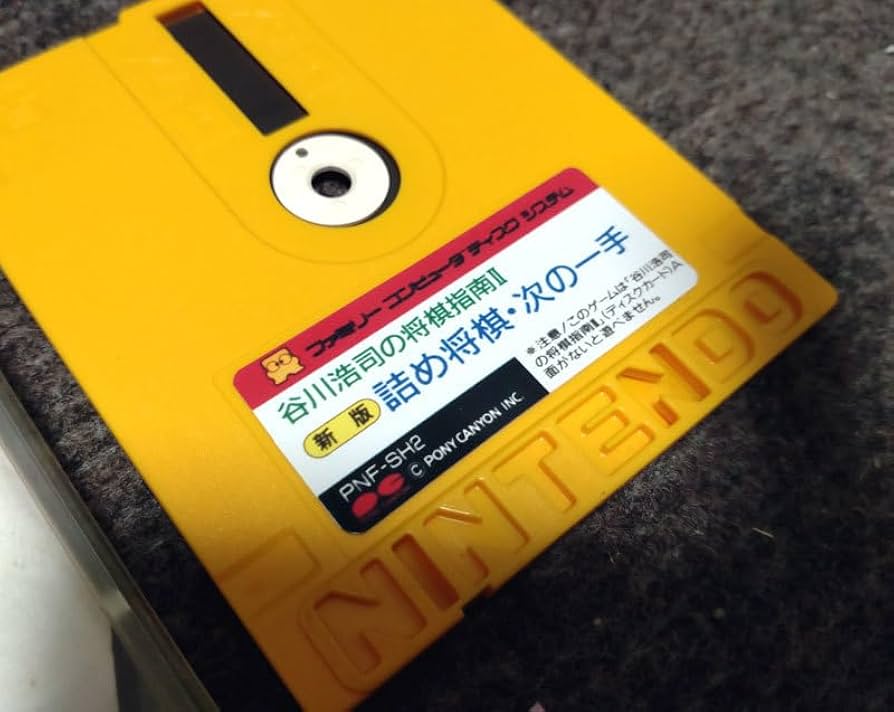 ファミリー コンピュータ ディスク システム
谷川浩司の将棋指南II
新版 詰め将棋・次の一手
PNF-SH2
© PONY CANYON INC.
*注意/このゲームは「谷川浩司
の将棋指南II」(ディスクカード)A
面がないと遊べません。
NINTENDO